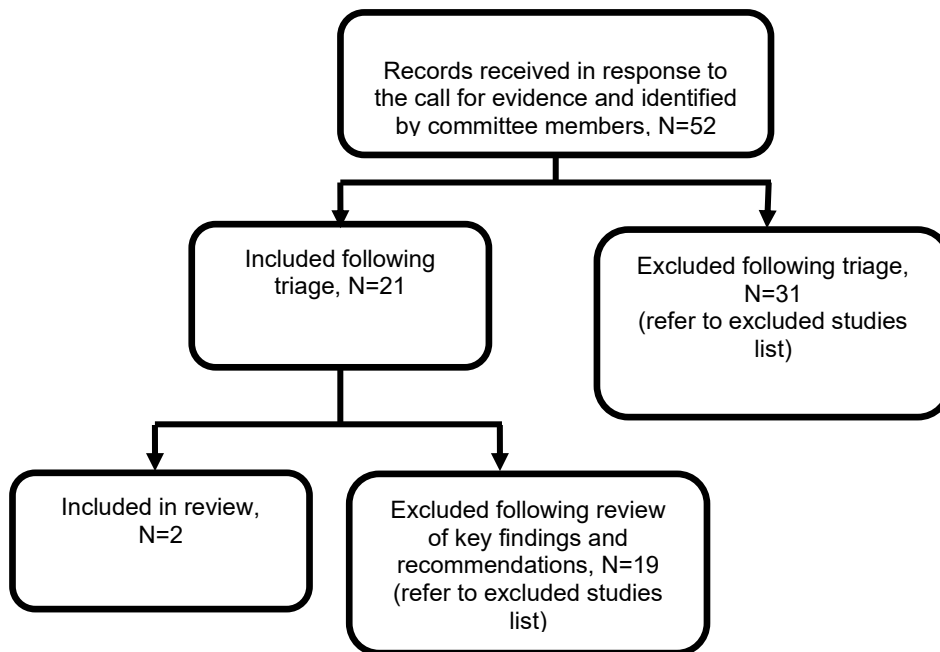 Records received in response to
the call for evidence and identified
by committee members, N=52
Included following
triage, N=21
Excluded following triage,
N=31
(refer to excluded studies
list)
Included in review,
N=2
Excluded following review
of key findings and
recommendations, N=19
(refer to excluded studies
list)